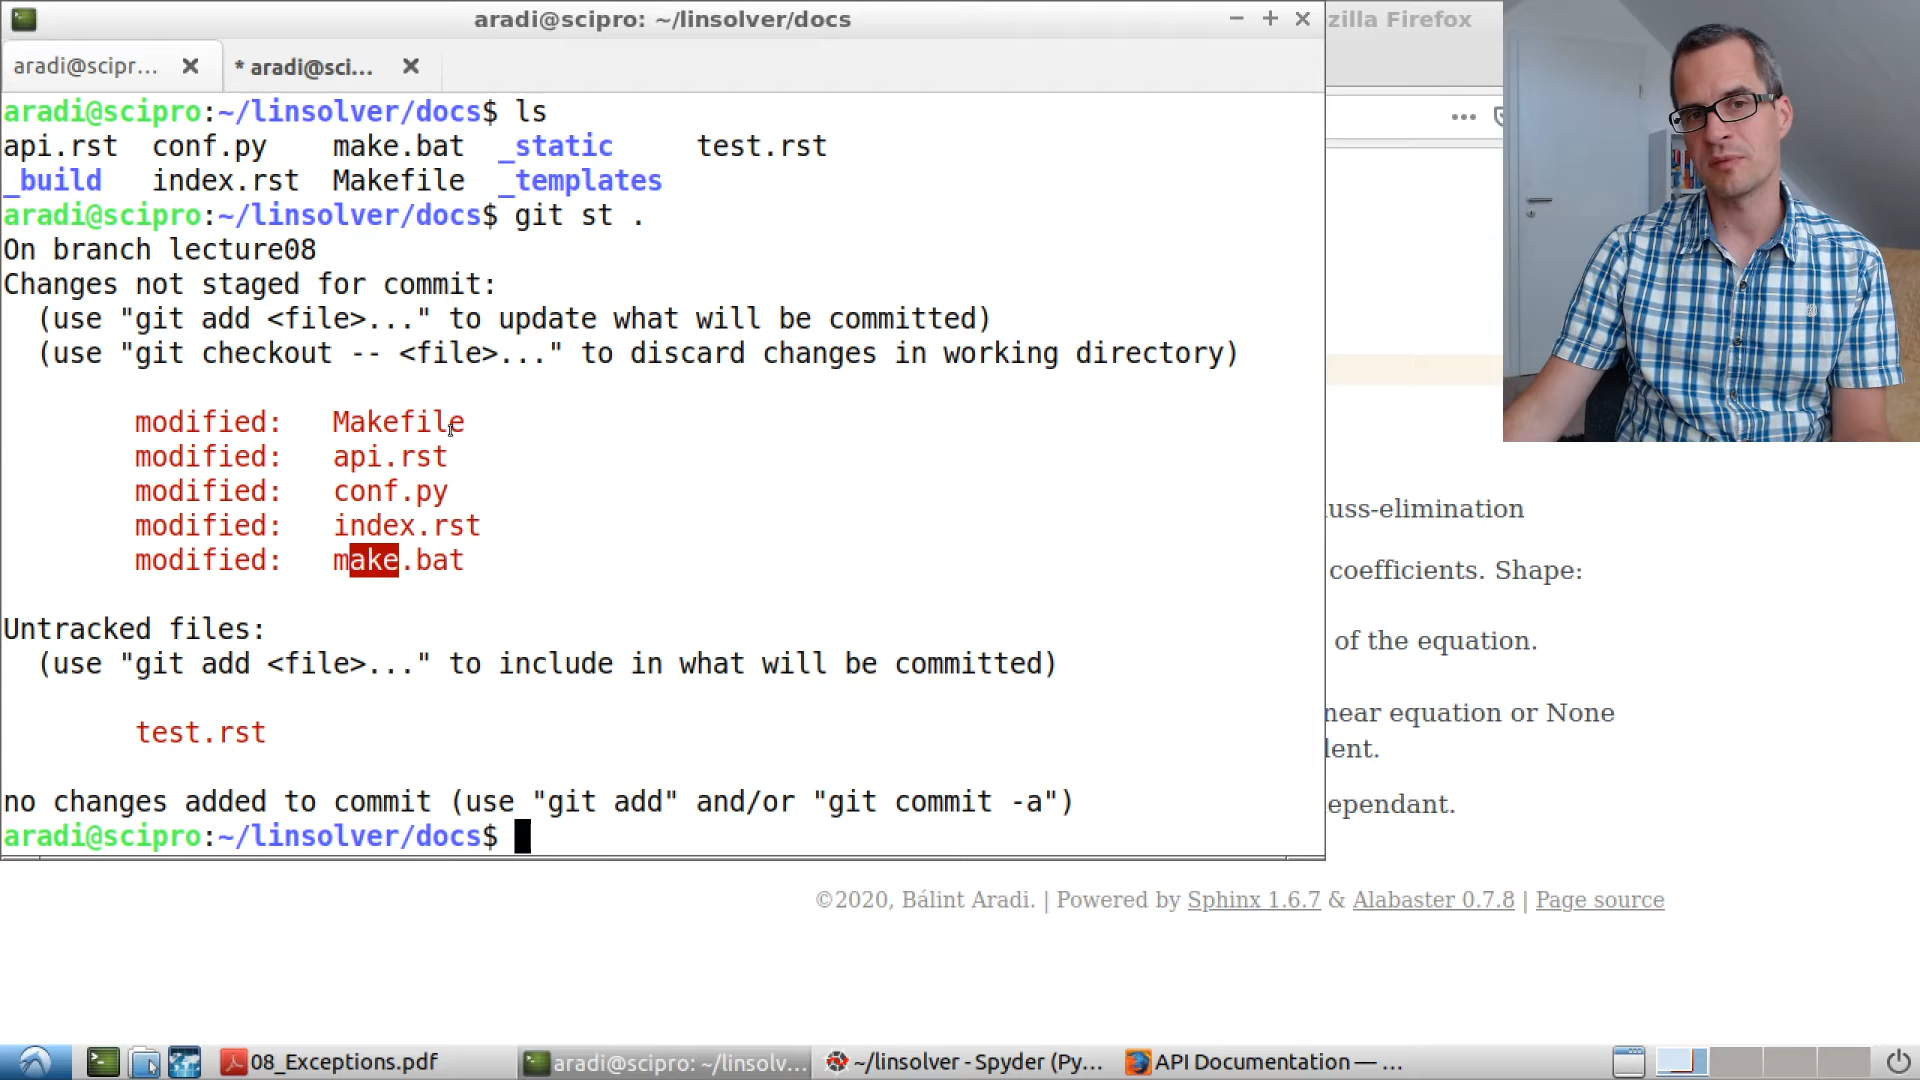 aradi@scipro: ~/linsolver/docs
zilla Firefox
aradi@scipr...
* aradi@sci...
aradi@scipro:~/linsolver/docs$ ls
api.rst conf.py make.bat _static test.rst
_build index.rst Makefile _templates
aradi@scipro:~/linsolver/docs$ git st .
On branch lecture08
Changes not staged for commit:
(use "git add <file>..." to update what will be committed)
(use "git checkout -- <file>..." to discard changes in working directory)
modified: Makefile
modified: api.rst
modified: conf.py
modified: index.rst
modified: make.bat
Untracked files:
(use "git add <file>..." to include in what will be committed)
test.rst
no changes added to commit (use "git add" and/or "git commit -a")
aradi@scipro:~/linsolver/docs$
uss-elimination
coefficients. Shape:
of the equation.
near equation or None
lent.
ependant.
©2020, Bálint Aradi. | Powered by Sphinx 1.6.7 & Alabaster 0.7.8 | Page source
08_Exceptions.pdf
aradi@scipro: ~/linsolv...
~/linsolver - Spyder (Py...
API Documentation — ...